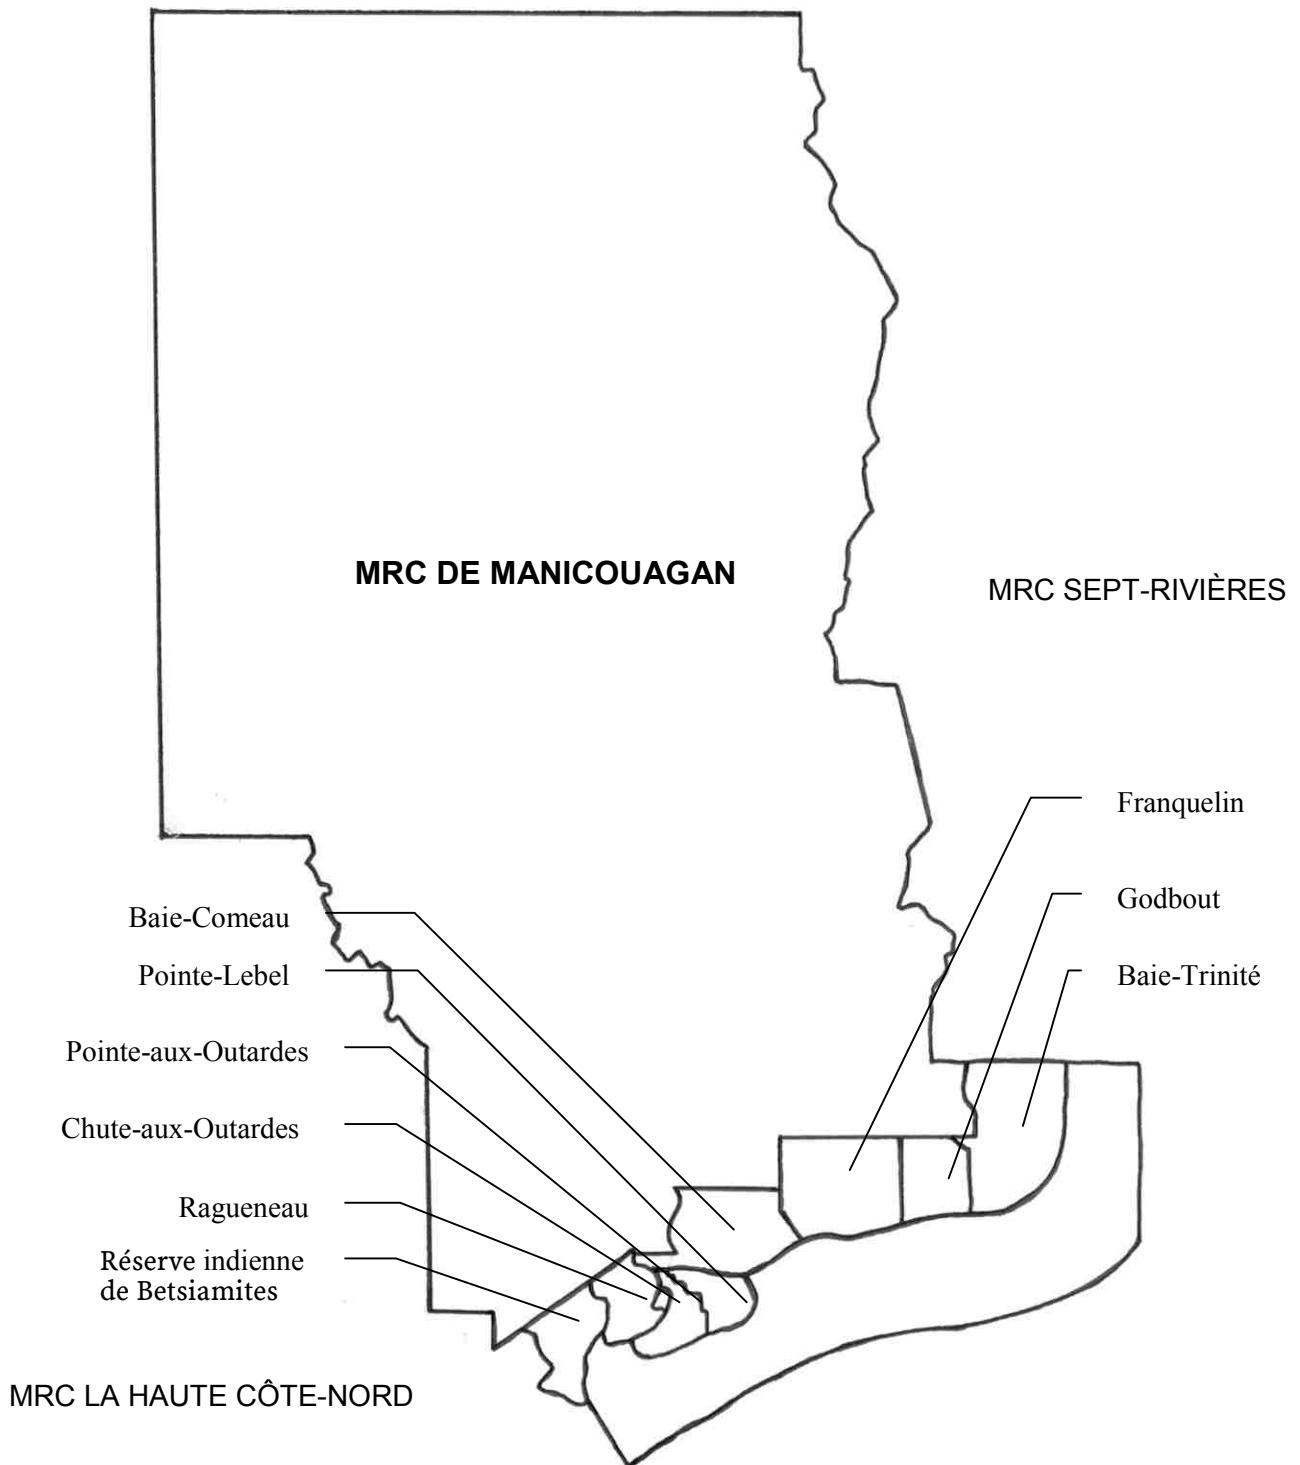 MRC DE MANICOUAGAN
MRC SEPT-RIVIÈRES
Franquelin
Godbout
Baie-Trinité
Baie-Comeau
Pointe-Lebel
Pointe-aux-Outardes
Chute-aux-Outardes
Ragueneau
Réserve indienne
de Betsiamites
MRC LA HAUTE CÔTE-NORD